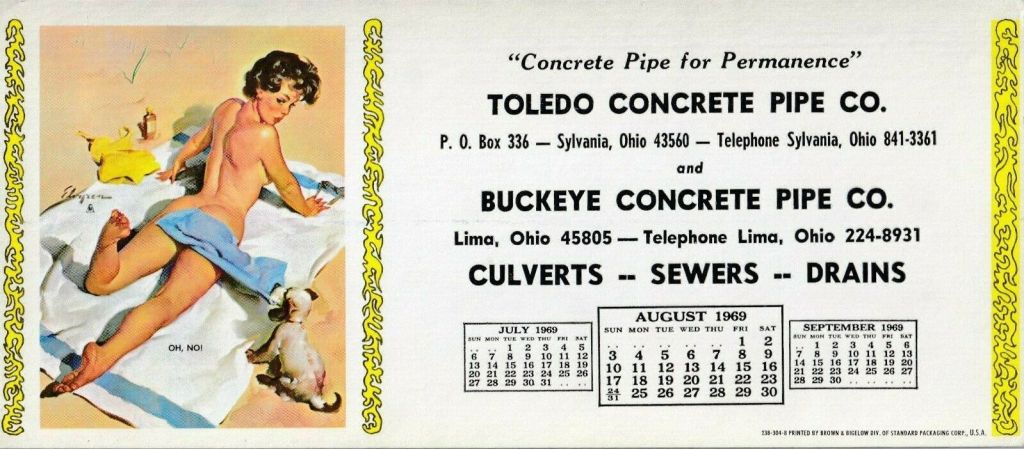 Elvgren
OH, NO!
"Concrete Pipe for Permanence"
TOLEDO CONCRETE PIPE CO.
P. O. Box 336 — Sylvania, Ohio 43560 — Telephone Sylvania, Ohio 841-3361
and
BUCKEYE CONCRETE PIPE CO.
Lima, Ohio 45805 — Telephone Lima, Ohio 224-8931
CULVERTS -- SEWERS -- DRAINS
JULY 1969
SUN MON TUE WED THU FRI SAT
. . . . 1 2 3 4 5
6 7 8 9 10 11 12
13 14 15 16 17 18 19
20 21 22 23 24 25 26
27 28 29 30 31 . . . .
AUGUST 1969
SUN MON TUE WED THU FRI SAT
1 2
3 4 5 6 7 8 9
10 11 12 13 14 15 16
17 18 19 20 21 22 23
24/31 25 26 27 28 29 30
SEPTEMBER 1969
SUN MON TUE WED THU FRI SAT
. . 1 2 3 4 5 6
7 8 9 10 11 12 13
14 15 16 17 18 19 20
21 22 23 24 25 26 27
28 29 30 . . . . . . . .
238-304-8 PRINTED BY BROWN & BIGELOW DIV. OF STANDARD PACKAGING CORP., U.S.A.